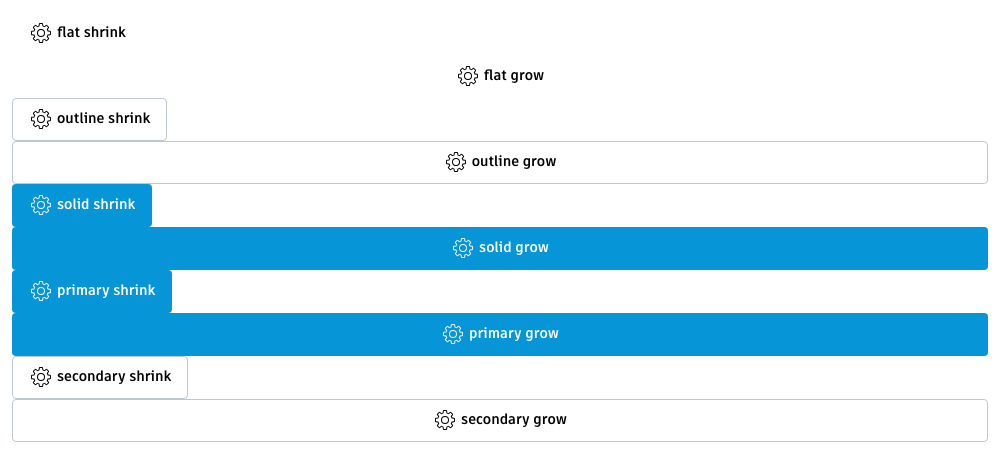 flat shrink
flat grow
outline shrink
outline grow
solid shrink
solid grow
primary shrink
primary grow
secondary shrink
secondary grow